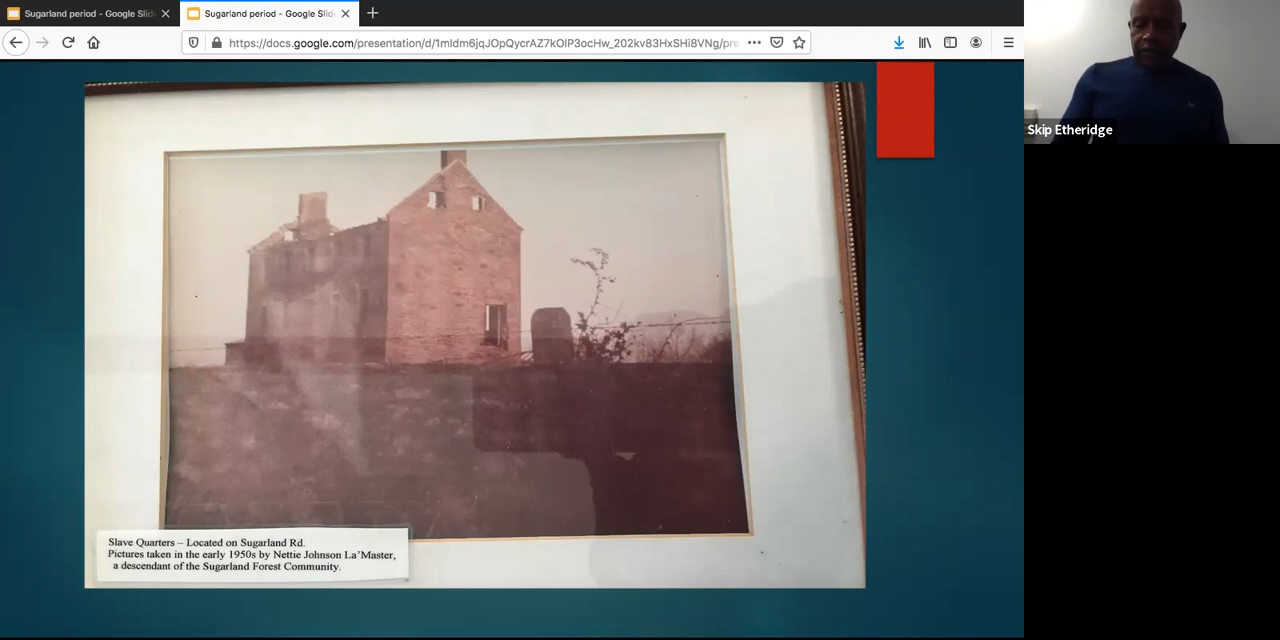 Sugarland period - Google Slid
Sugarland period - Google Slid
https://docs.google.com/presentation/d/1mldm6jqJOpQycrAZ7kOlP3ocHw_202kv83HxSHi8VNg/pre
Skip Etheridge
Slave Quarters – Located on Sugarland Rd.
Pictures taken in the early 1950s by Nettie Johnson La'Master,
a descendant of the Sugarland Forest Community.